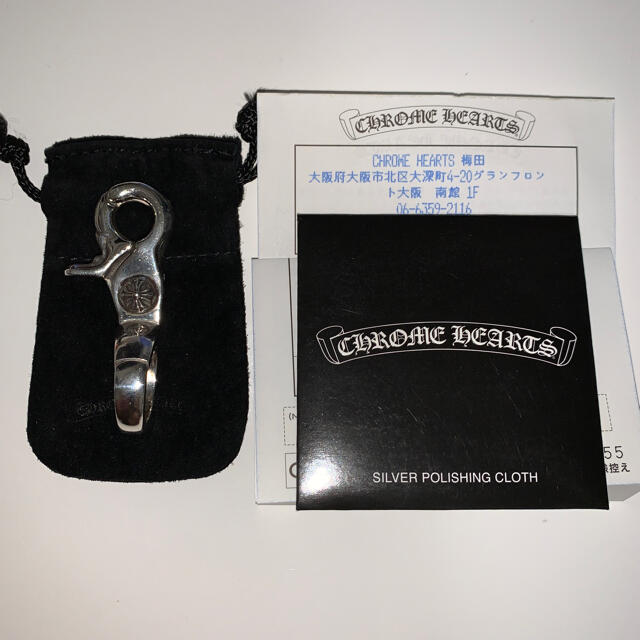 CHROME HEARTS
CHROME HEARTS 梅田
大阪府大阪市北区大深町4-20グランフロン
ト大阪 南館 1F
06-6359-2116
CHROME HEARTS
SILVER POLISHING CLOTH
55
控え